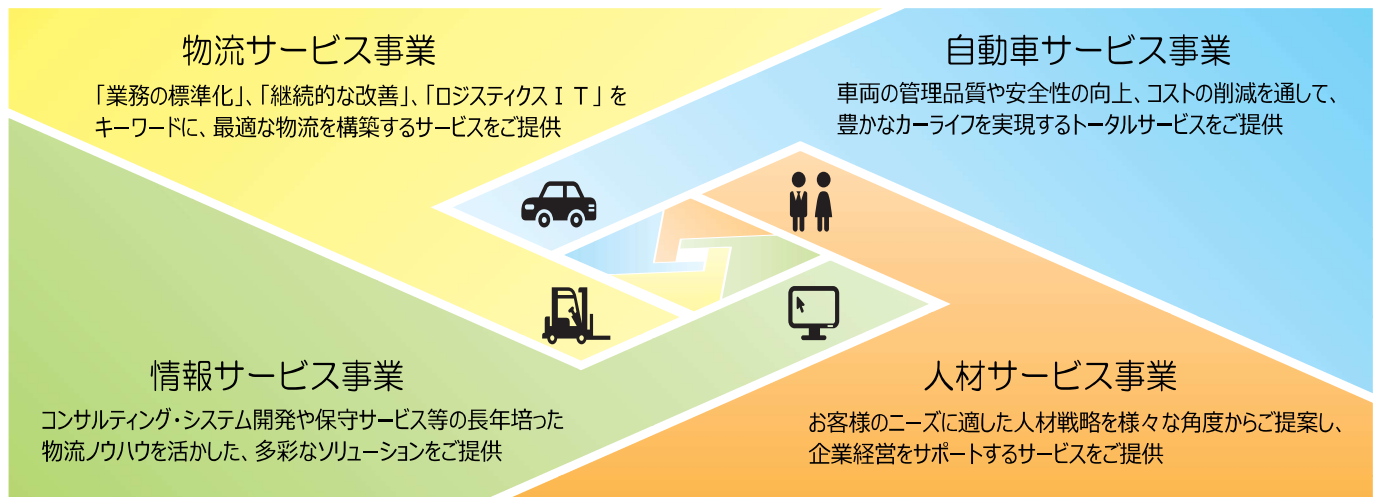 物流サービス事業
「業務の標準化」、「継続的な改善」、「ロジスティクスＩＴ」を
キーワードに、最適な物流を構築するサービスをご提供
自動車サービス事業
車両の管理品質や安全性の向上、コストの削減を通して、
豊かなカーライフを実現するトータルサービスをご提供
情報サービス事業
コンサルティング・システム開発や保守サービス等の長年培った
物流ノウハウを活かした、多彩なソリューションをご提供
人材サービス事業
お客様のニーズに適した人材戦略を様々な角度からご提案し、
企業経営をサポートするサービスをご提供